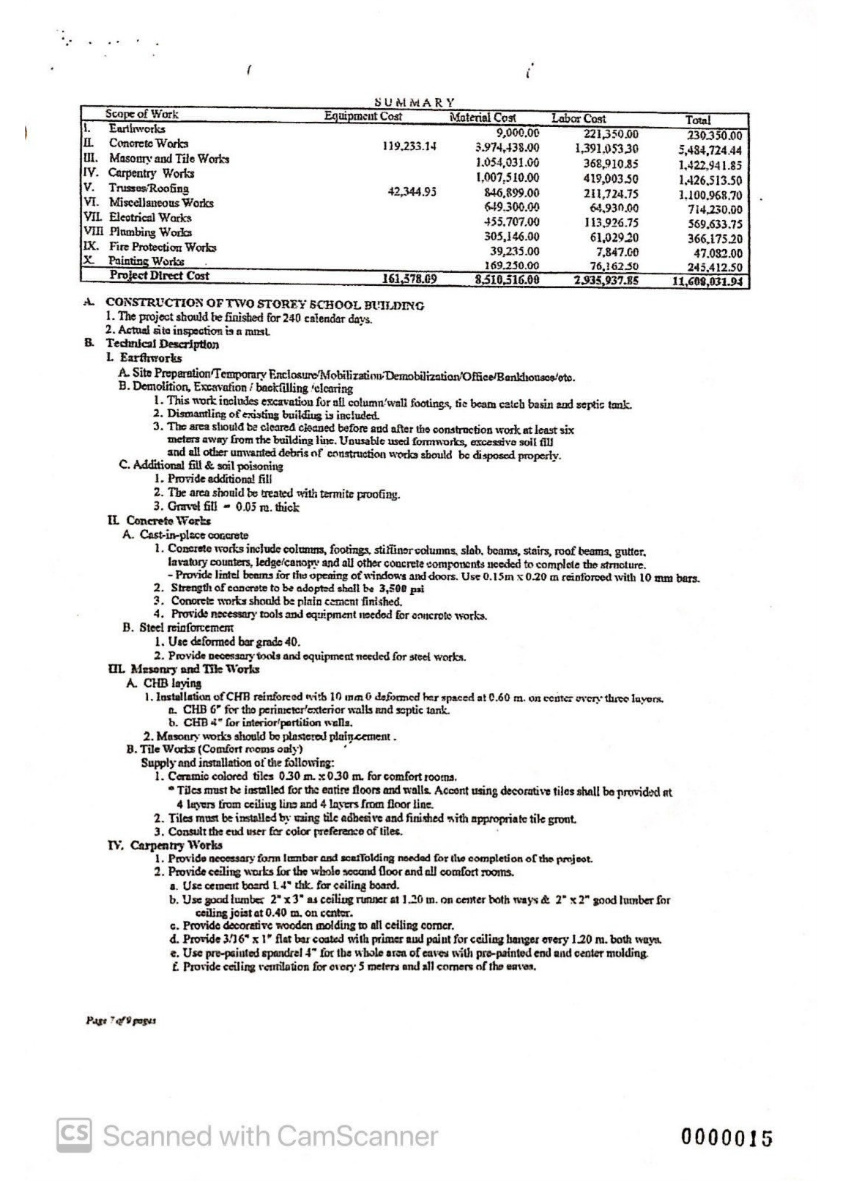 SUMMARY
Scope of Work Equipment Cost Material Cost Labor Cost Total
I. Earthworks 9,000.00 221,350.00 230,350.00
II. Concrete Works 119,233.14 3,974,438.00 1,391,053.30 5,484,724.44
III. Masonry and Tile Works 1,054,031.00 368,910.85 1,422,941.85
IV. Carpentry Works 1,007,510.00 419,003.50 1,426,513.50
V. Trusses/Roofing 42,344.95 846,899.00 211,724.75 1,100,968.70
VI. Miscellaneous Works 649,300.00 64,930.00 714,230.00
VII. Electrical Works 455,707.00 113,926.75 569,633.75
VIII Plumbing Works 305,146.00 61,029.20 366,175.20
IX. Fire Protection Works 39,235.00 7,847.00 47,082.00
X. Painting Works 169,250.00 76,162.50 245,412.50
Project Direct Cost 161,578.09 8,510,516.00 2,935,937.85 11,608,031.94
A. CONSTRUCTION OF TWO STOREY SCHOOL BUILDING
1. The project should be finished for 240 calendar days.
2. Actual site inspection is a must.
B. Technical Description
I. Earthworks
A. Site Preparation/Temporary Enclosure/Mobilization/Demobilization/Office/Bankhouses/etc.
B. Demolition, Excavation / backfilling /clearing
1. This work includes excavation for all column/wall footings, tie beam catch basin and septic tank.
2. Dismantling of existing building is included.
3. The area should be cleared cleaned before and after the construction work at least six
meters away from the building line. Unusable used formworks, excessive soil fill
and all other unwanted debris of construction works should be disposed properly.
C. Additional fill & soil poisoning
1. Provide additional fill
2. The area should be treated with termite proofing.
3. Gravel fill - 0.05 m. thick
II. Concrete Works
A. Cast-in-place concrete
1. Concrete works include columns, footings, stiffiner columns, slab, beams, stairs, roof beams, gutter,
lavatory counters, ledge/canopy and all other concrete components needed to complete the structure.
- Provide lintel beams for the opening of windows and doors. Use 0.15m x 0.20 m reinforced with 10 mm bars.
2. Strength of concrete to be adopted shall be 3,500 psi
3. Concrete works should be plain cement finished.
4. Provide necessary tools and equipment needed for concrete works.
B. Steel reinforcement
1. Use deformed bar grade 40.
2. Provide necessary tools and equipment needed for steel works.
III. Masonry and Tile Works
A. CHB laying
1. Installation of CHB reinforced with 10 mm 0 deformed bar spaced at 0.60 m. on center every three layers.
a. CHB 6" for the perimeter/exterior walls and septic tank.
b. CHB 4" for interior/partition walls.
2. Masonry works should be plastered plain cement .
B. Tile Works (Comfort rooms only)
Supply and installation of the following:
1. Ceramic colored tiles 0.30 m. x 0.30 m. for comfort rooms.
* Tiles must be installed for the entire floors and walls. Accent using decorative tiles shall be provided at
4 layers from ceiling line and 4 layers from floor line.
2. Tiles must be installed by using tile adhesive and finished with appropriate tile grout.
3. Consult the end user for color preference of tiles.
IV. Carpentry Works
1. Provide necessary form lumber and scaffolding needed for the completion of the project.
2. Provide ceiling works for the whole second floor and all comfort rooms.
a. Use cement board 1.4" thk. for ceiling board.
b. Use good lumber 2" x 3" as ceiling runner at 1.20 m. on center both ways & 2" x 2" good lumber for
ceiling joist at 0.40 m. on center.
c. Provide decorative wooden molding to all ceiling corner.
d. Provide 3/16" x 1" flat bar coated with primer and paint for ceiling hanger every 1.20 m. both ways.
e. Use pre-painted spandrel 4" for the whole area of eaves with pre-painted end and center molding.
f. Provide ceiling ventilation for every 5 meters and all corners of the eaves.
Page 7 of 9 pages
CS Scanned with CamScanner
0000015